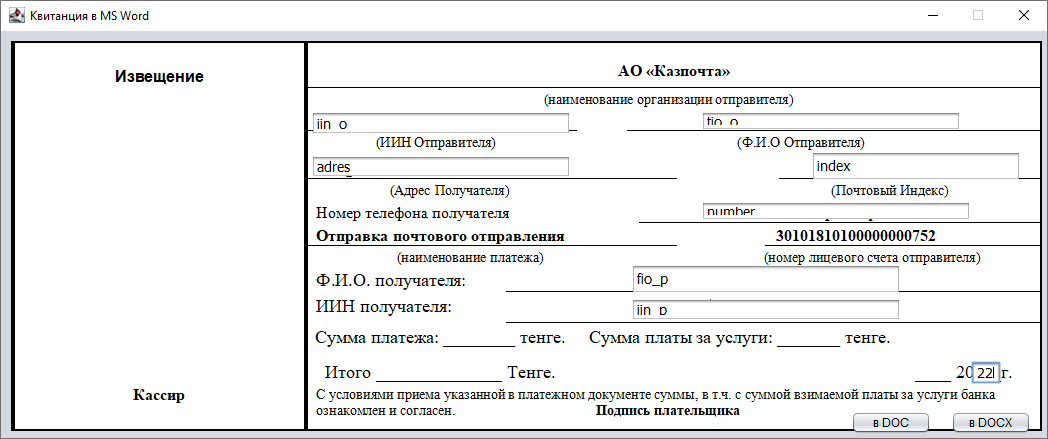 Квитанция в MS Word
Извещение
АО «Казпочта»
(наименование организации отправителя)
iin_o fio_o
(ИИН Отправителя) (Ф.И.О Отправителя)
adres_ index
(Адрес Получателя) (Почтовый Индекс)
Номер телефона получателя number
Отправка почтового отправления 30101810100000000752
(наименование платежа) (номер лицевого счета отправителя)
Ф.И.О. получателя: fio_p
ИИН получателя: iin_p
Сумма платежа: ________ тенге. Сумма платы за услуги: _______ тенге.
Итого ______________ Тенге. ____ 20 22 г.
Кассир
С условиями приема указанной в платежном документе суммы, в т.ч. с суммой взимаемой платы за услуги банка
ознакомлен и согласен. Подпись плательщика
в DOC в DOCX